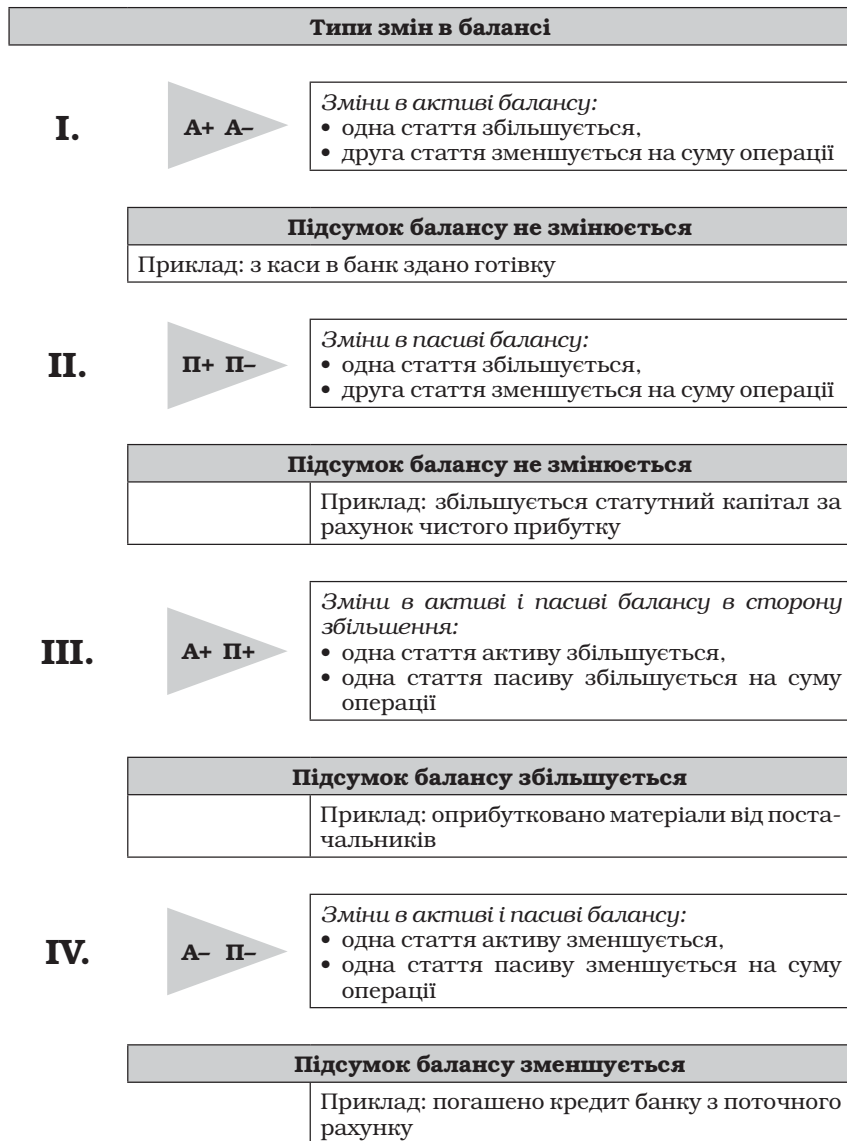 Типи змін в балансі
I.
А+ А–
Зміни в активі балансу:
• одна стаття збільшується,
• друга стаття зменшується на суму операції
Підсумок балансу не змінюється
Приклад: з каси в банк здано готівку
II.
П+ П–
Зміни в пасиві балансу:
• одна стаття збільшується,
• друга стаття зменшується на суму операції
Підсумок балансу не змінюється
Приклад: збільшується статутний капітал за
рахунок чистого прибутку
III.
А+ П+
Зміни в активі і пасиві балансу в сторону
збільшення:
• одна стаття активу збільшується,
• одна стаття пасиву збільшується на суму
операції
Підсумок балансу збільшується
Приклад: оприбутковано матеріали від поста-
чальників
IV.
А– П–
Зміни в активі і пасиві балансу:
• одна стаття активу зменшується,
• одна стаття пасиву зменшується на суму
операції
Підсумок балансу зменшується
Приклад: погашено кредит банку з поточного
рахунку